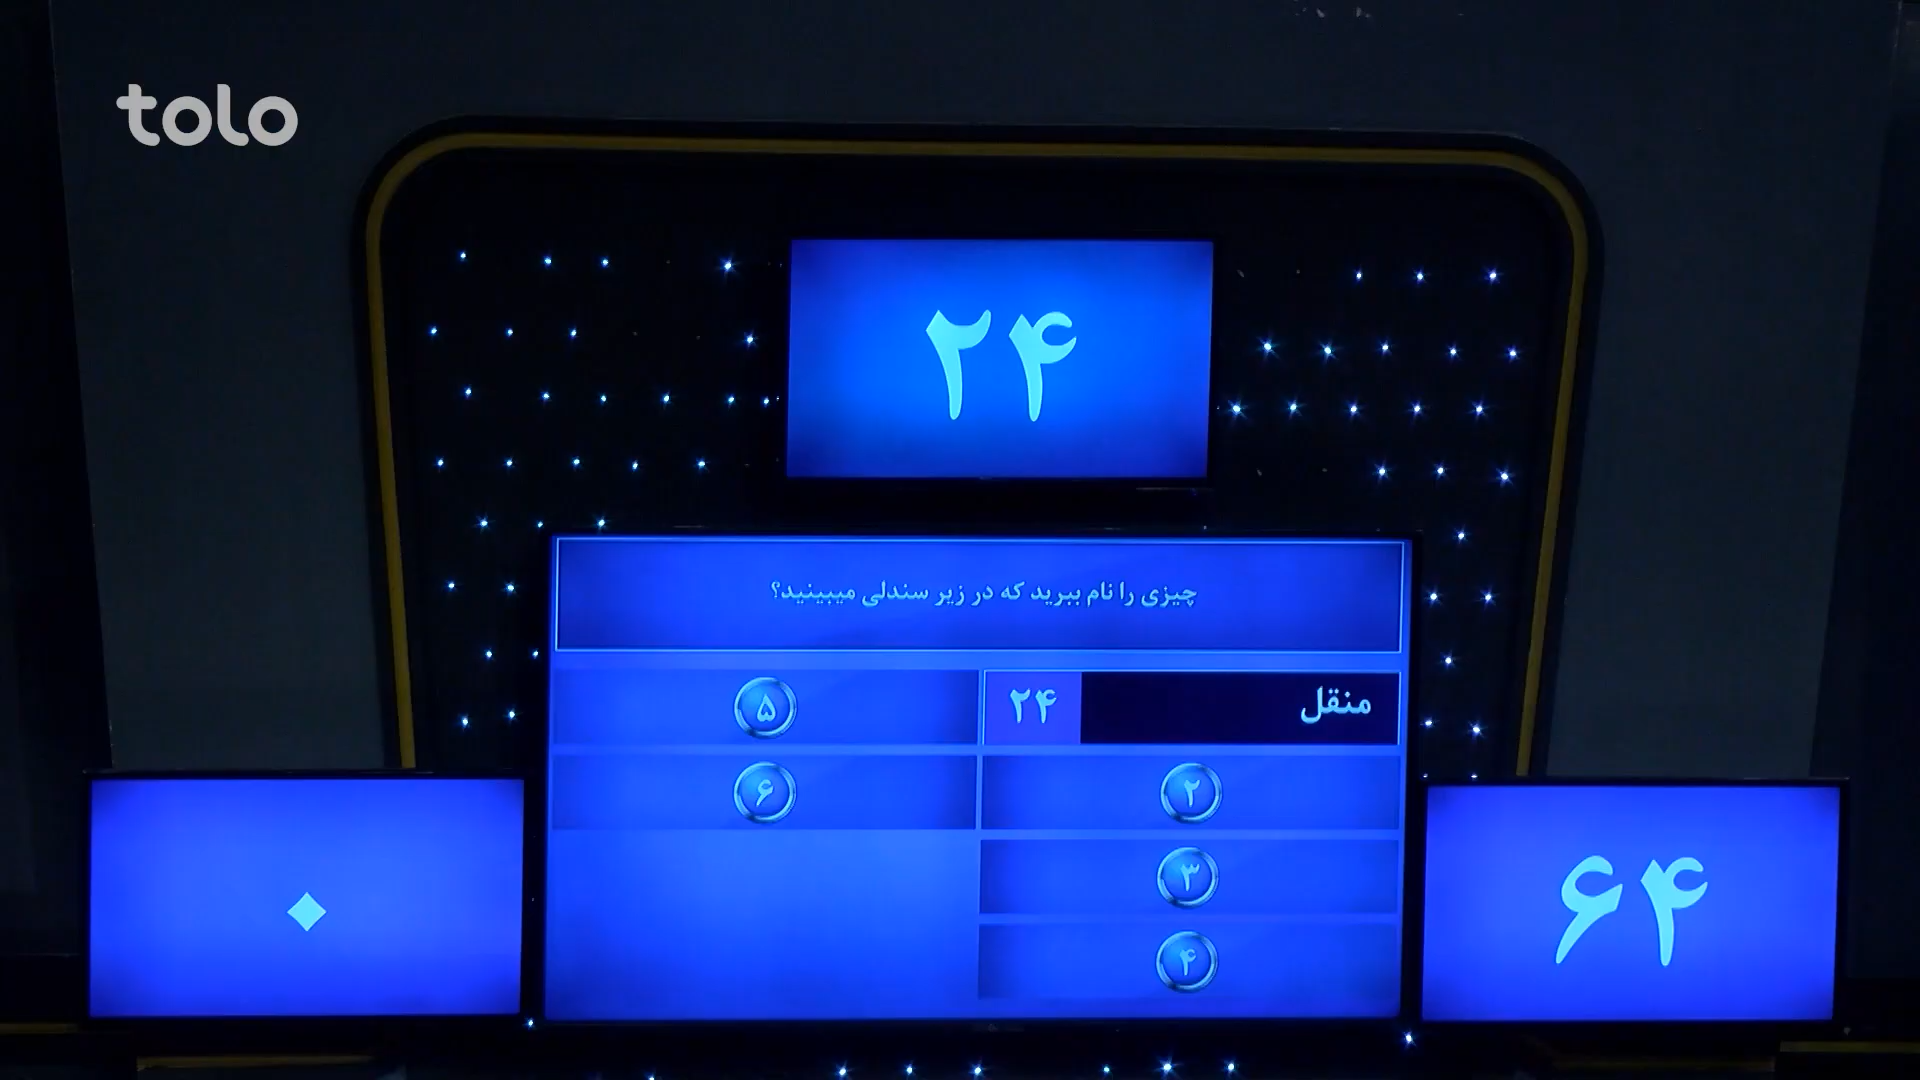 tolo
۲۴
چیزی را نام ببرید که در زیر سندلی میبینید؟
منقل ۲۴
۵
۲
۶
۳
۴
۰
۶۴